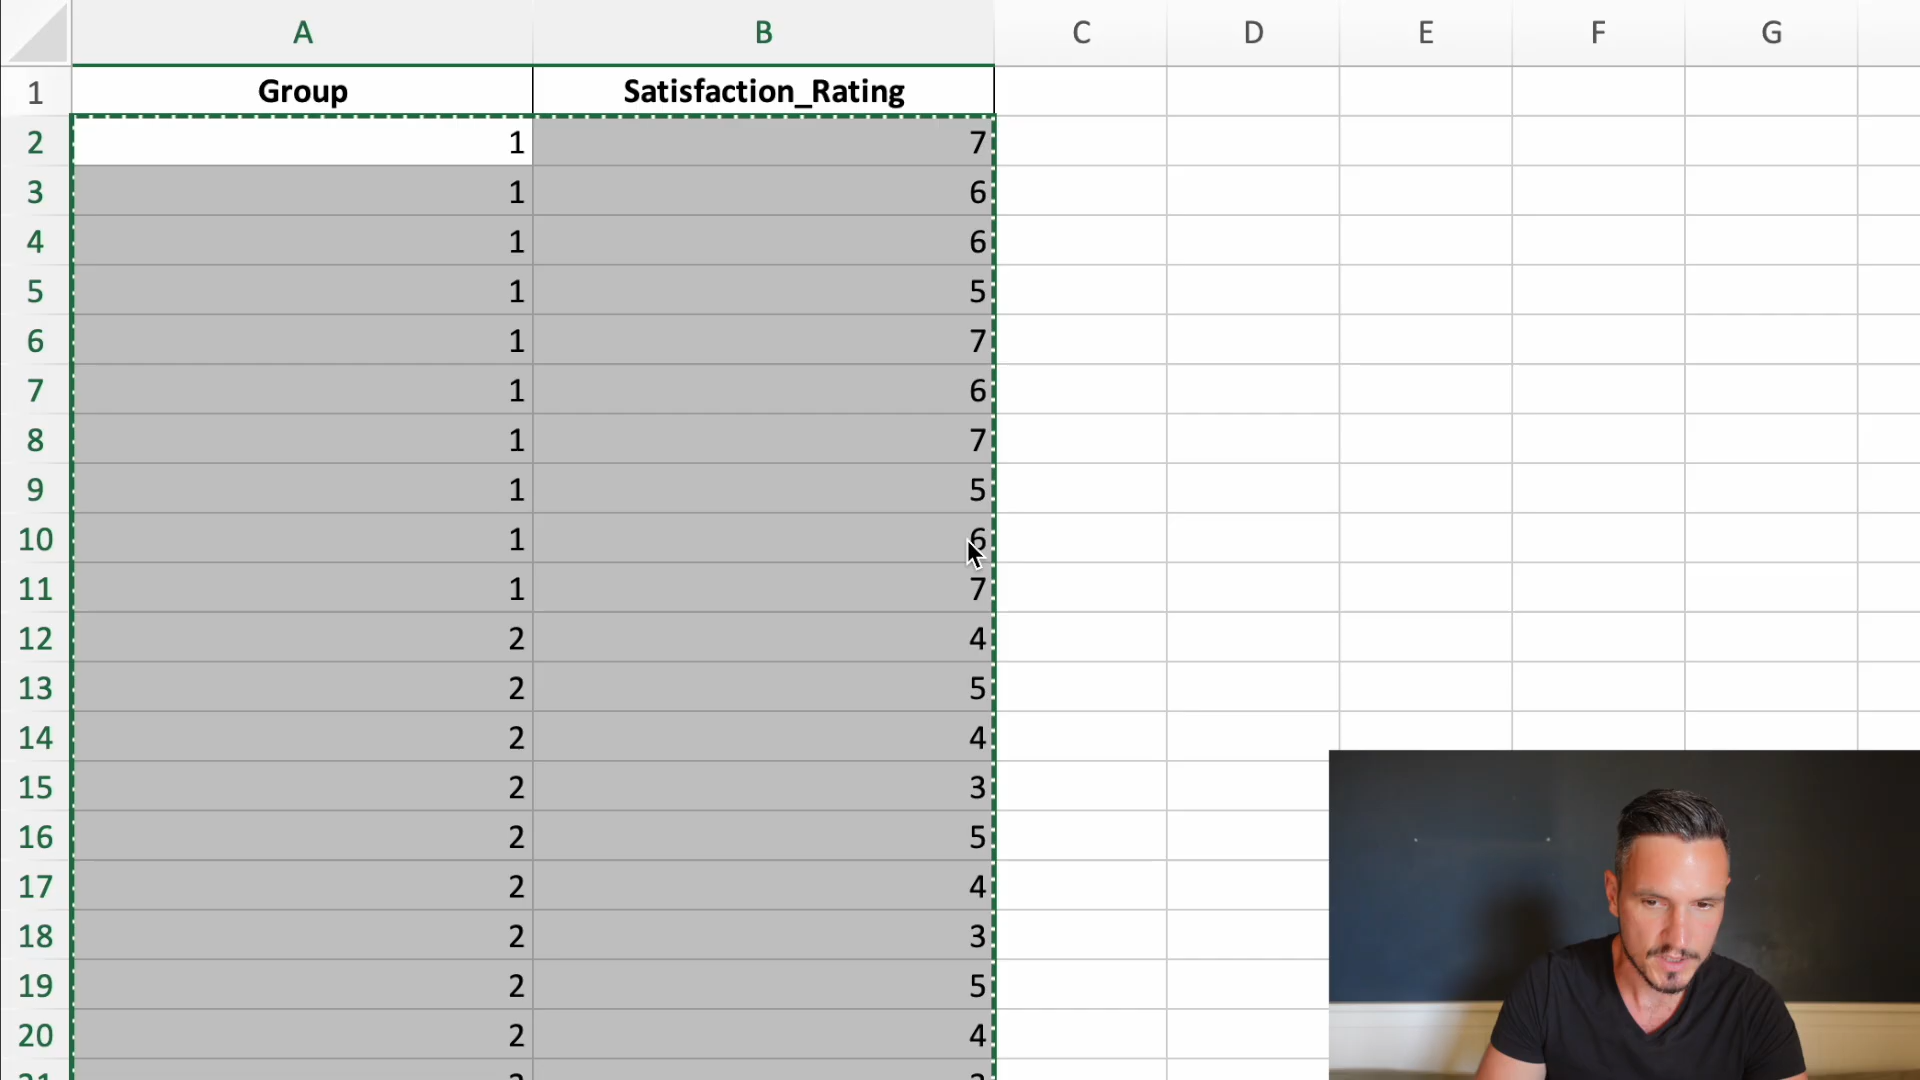 A B C D E F G
1 Group Satisfaction_Rating
2 1 7
3 1 6
4 1 6
5 1 5
6 1 7
7 1 6
8 1 7
9 1 5
10 1 6
11 1 7
12 2 4
13 2 5
14 2 4
15 2 3
16 2 5
17 2 4
18 2 3
19 2 5
20 2 4